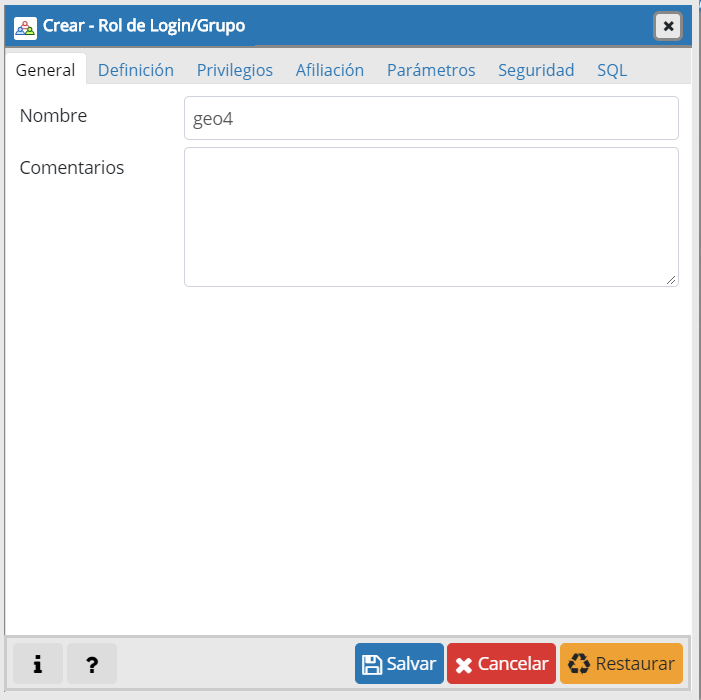 Crear - Rol de Login/Grupo
General Definición Privilegios Afiliación Parámetros Seguridad SQL
Nombre geo4
Comentarios
i ? Salvar Cancelar Restaurar